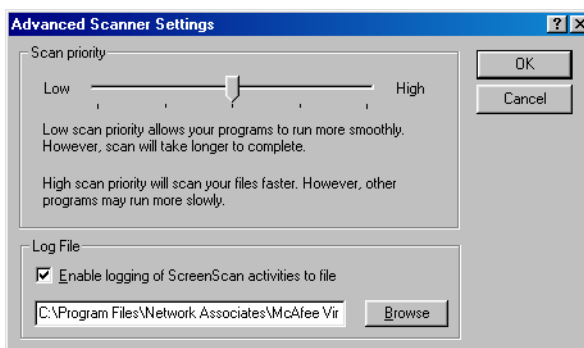 Advanced Scanner Settings
Scan priority
Low
High
Low scan priority allows your programs to run more smoothly.
However, scan will take longer to complete.
High scan priority will scan your files faster. However, other
programs may run more slowly.
OK
Cancel
Log File
Enable logging of ScreenScan activities to file
C:\Program Files\Network Associates\McAfee Vir
Browse